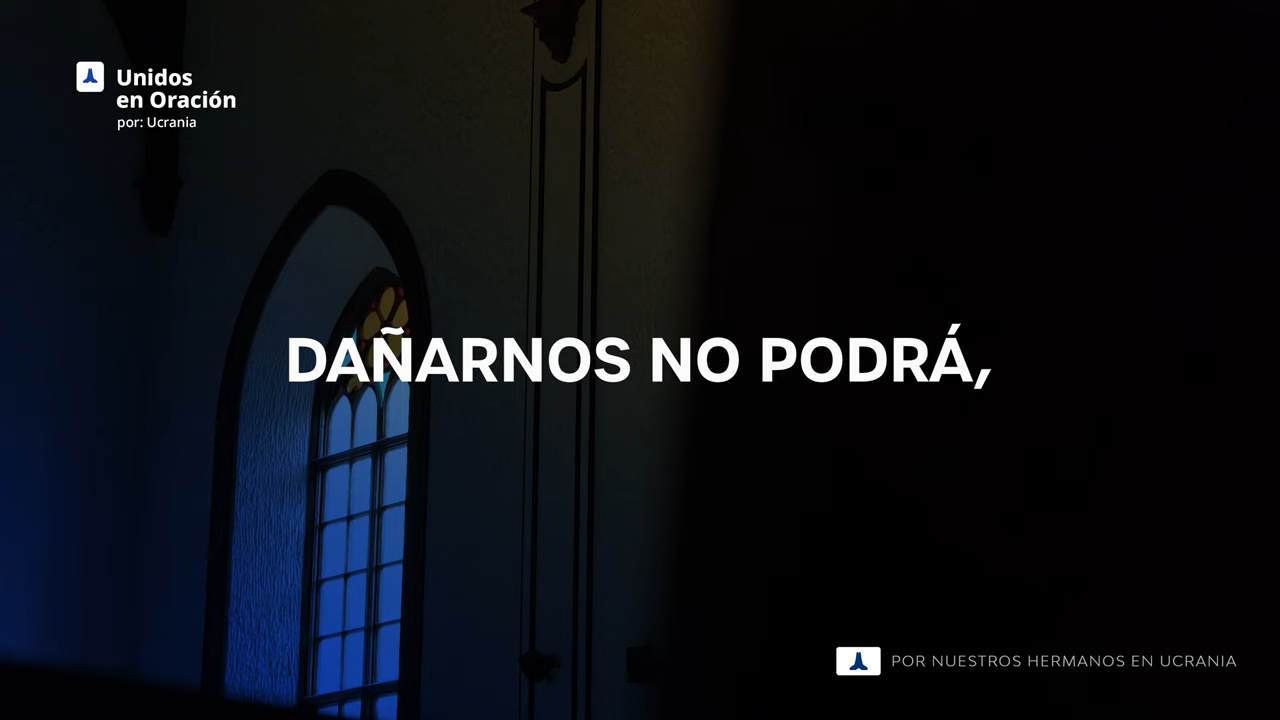 Unidos
en Oración
por: Ucrania
DAÑARNOS NO PODRÁ,
POR NUESTROS HERMANOS EN UCRANIA